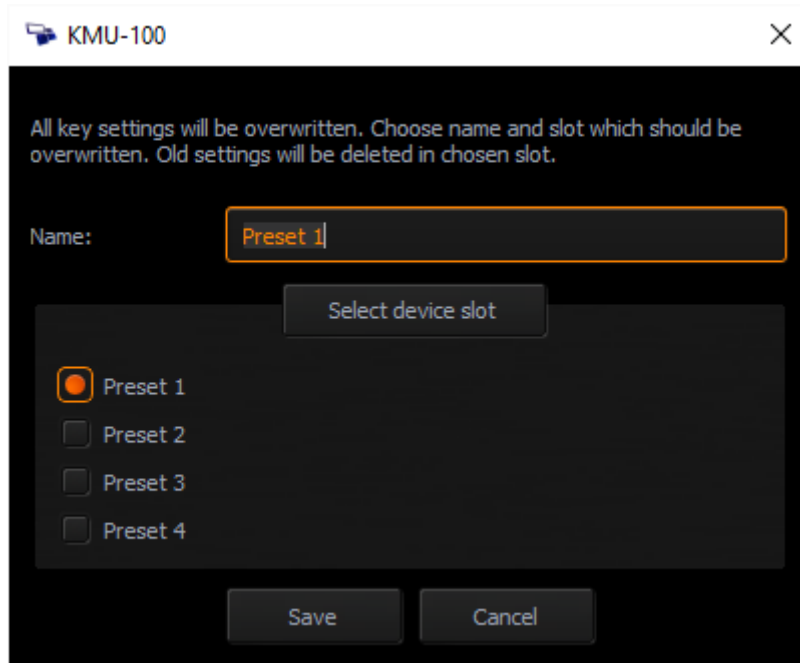 KMU-100
All key settings will be overwritten. Choose name and slot which should be
overwritten. Old settings will be deleted in chosen slot.
Name:
Preset 1
Select device slot
Preset 1
Preset 2
Preset 3
Preset 4
Save
Cancel